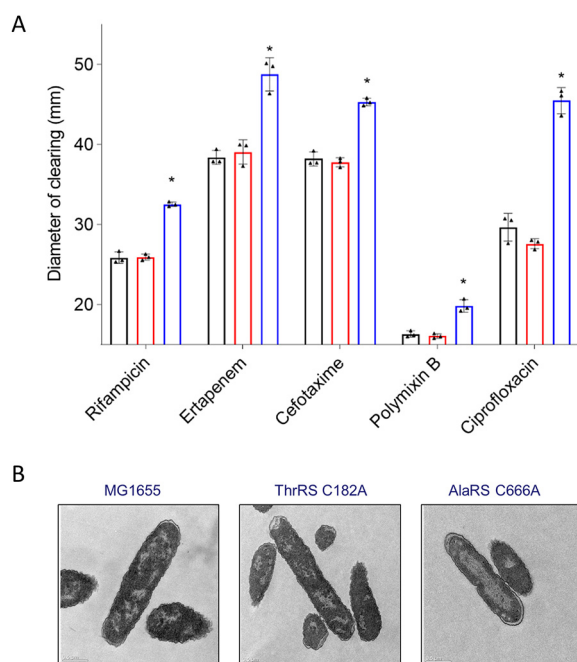 A
Diameter of clearing (mm)
50
40
30
20
*
*
*
*
*
Rifampicin
Ertapenem
Cefotaxime
Polymixin B
Ciprofloxacin
B
MG1655
ThrRS C182A
AlaRS C666A